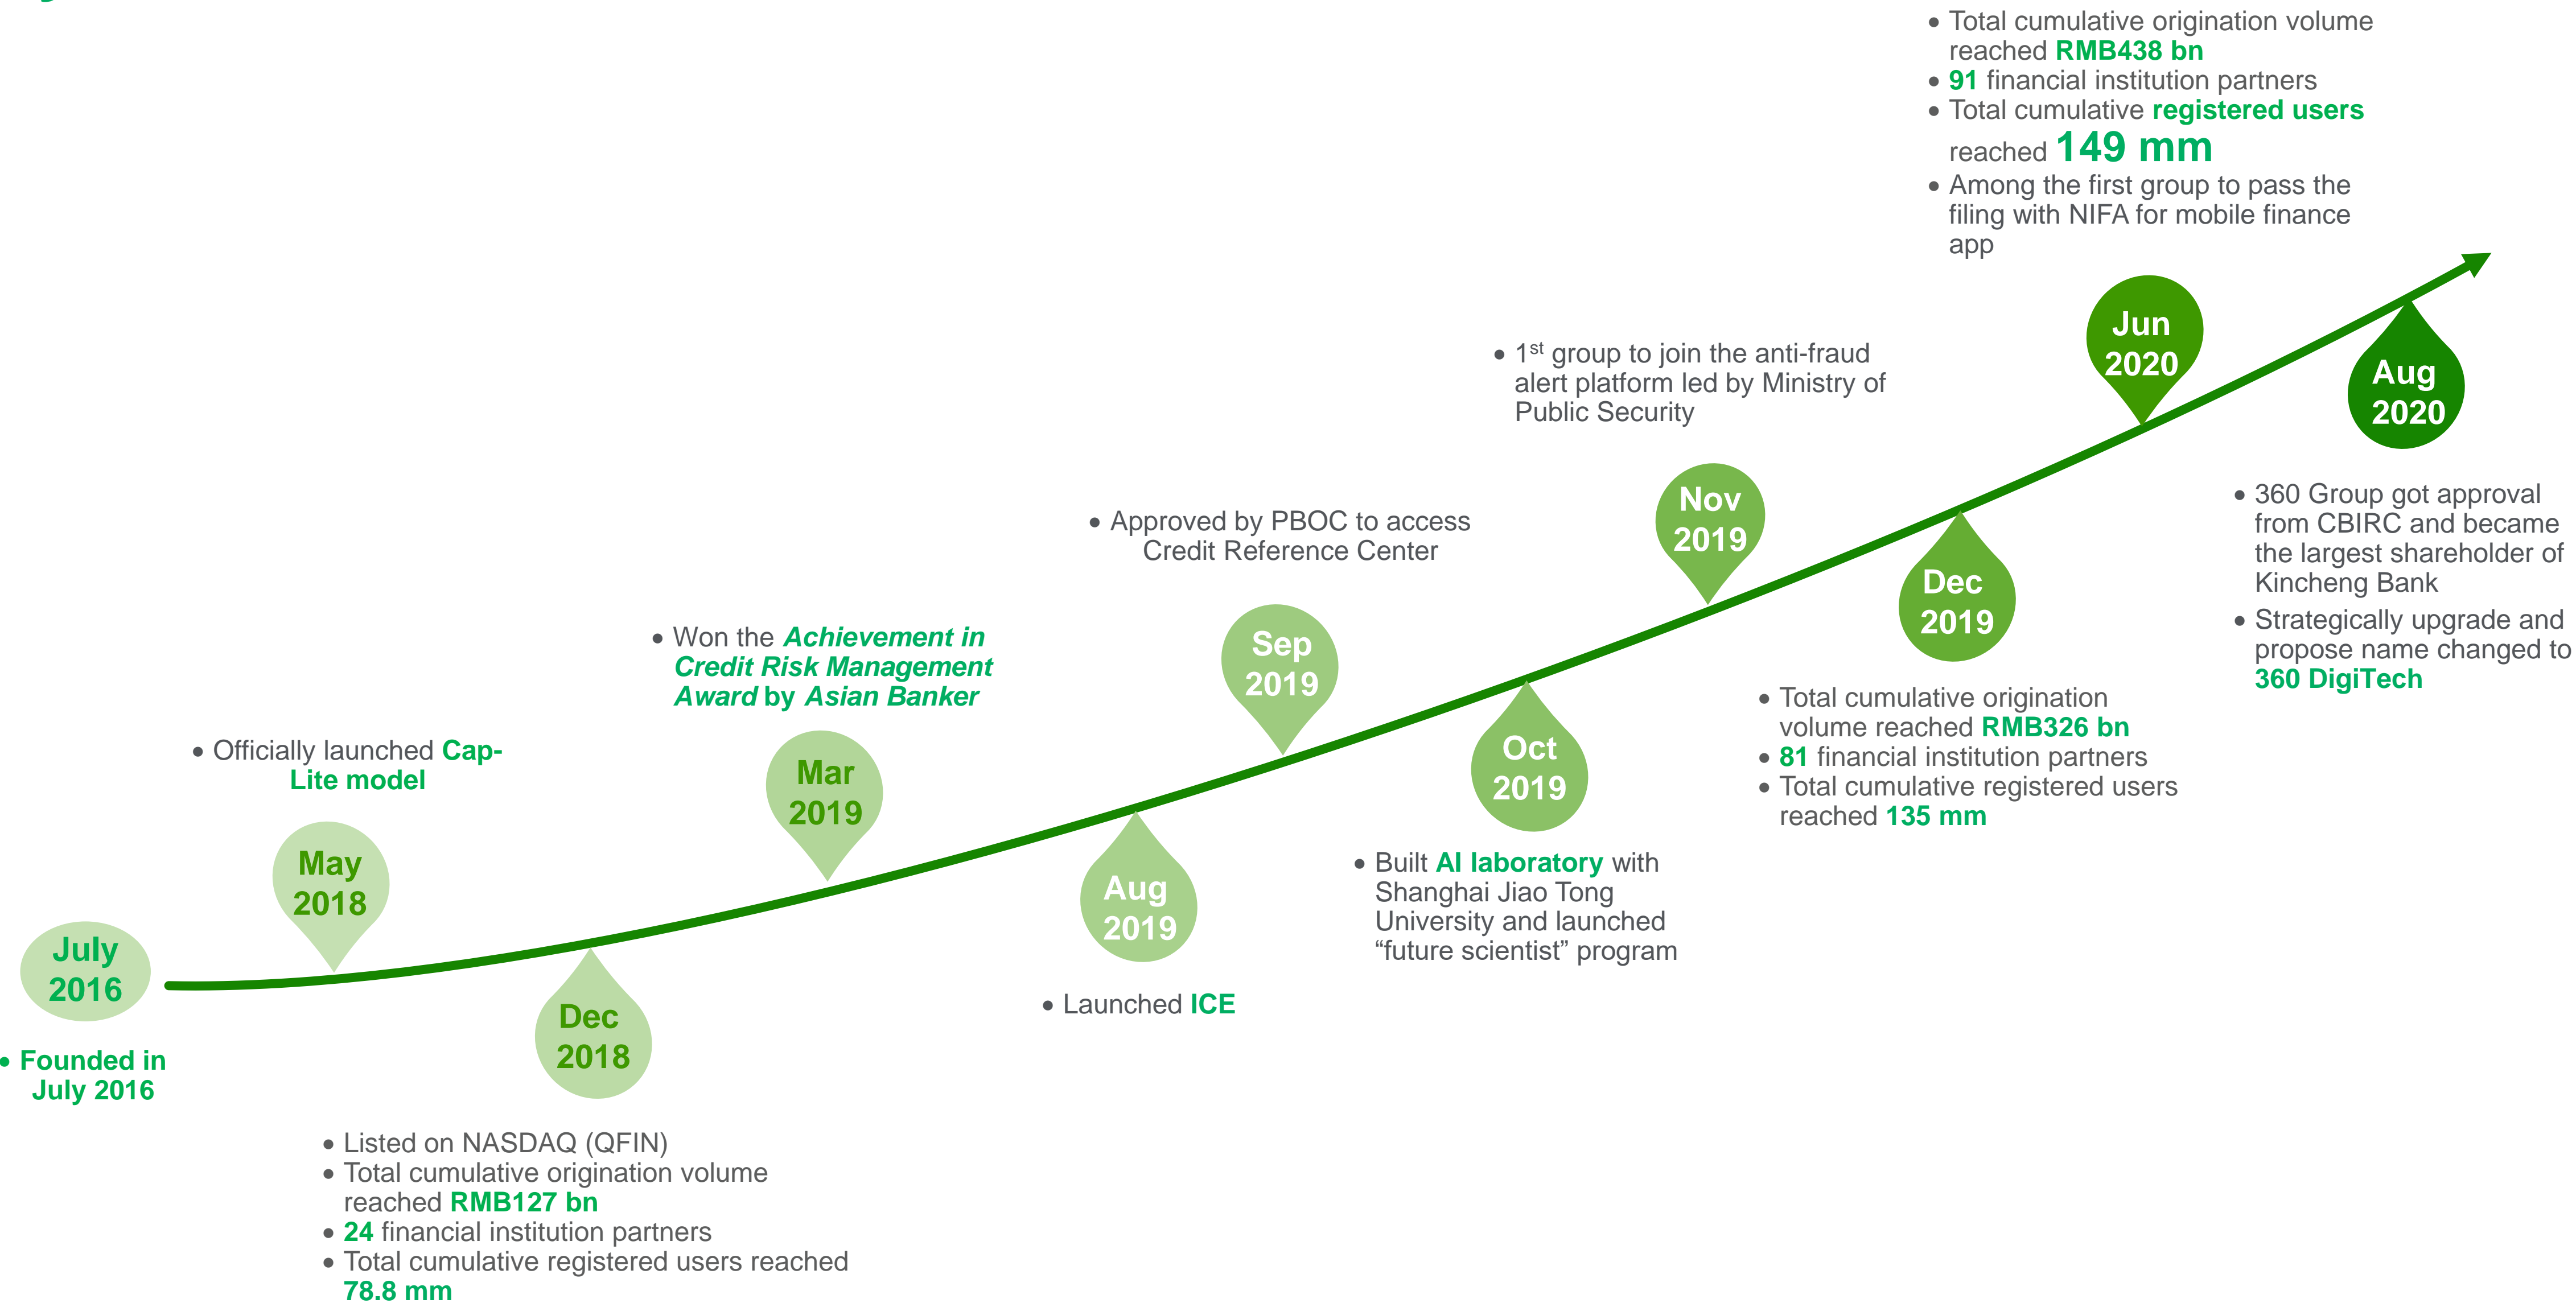 July
2016
• Founded in
July 2016
• Officially launched Cap-
Lite model
May
2018
Dec
2018
• Listed on NASDAQ (QFIN)
• Total cumulative origination volume
reached RMB127 bn
• 24 financial institution partners
• Total cumulative registered users reached
78.8 mm
• Won the Achievement in
Credit Risk Management
Award by Asian Banker
Mar
2019
Aug
2019
• Launched ICE
• Approved by PBOC to access
Credit Reference Center
Sep
2019
Oct
2019
• Built AI laboratory with
Shanghai Jiao Tong
University and launched
“future scientist” program
• 1st group to join the anti-fraud
alert platform led by Ministry of
Public Security
Nov
2019
Dec
2019
• Total cumulative origination
volume reached RMB326 bn
• 81 financial institution partners
• Total cumulative registered users
reached 135 mm
• Total cumulative origination volume
reached RMB438 bn
• 91 financial institution partners
• Total cumulative registered users
reached 149 mm
• Among the first group to pass the
filing with NIFA for mobile finance
app
Jun
2020
Aug
2020
• 360 Group got approval
from CBIRC and became
the largest shareholder of
Kincheng Bank
• Strategically upgrade and
propose name changed to
360 DigiTech